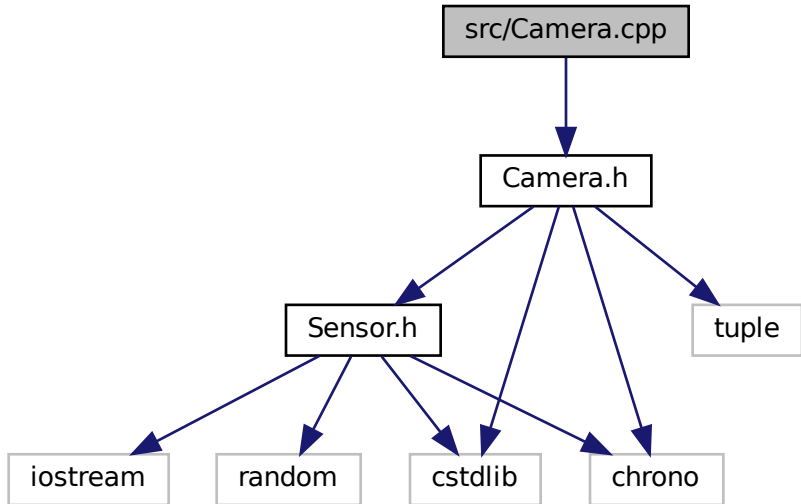 src/Camera.cpp
Camera.h
Sensor.h
tuple
iostream
random
cstdlib
chrono